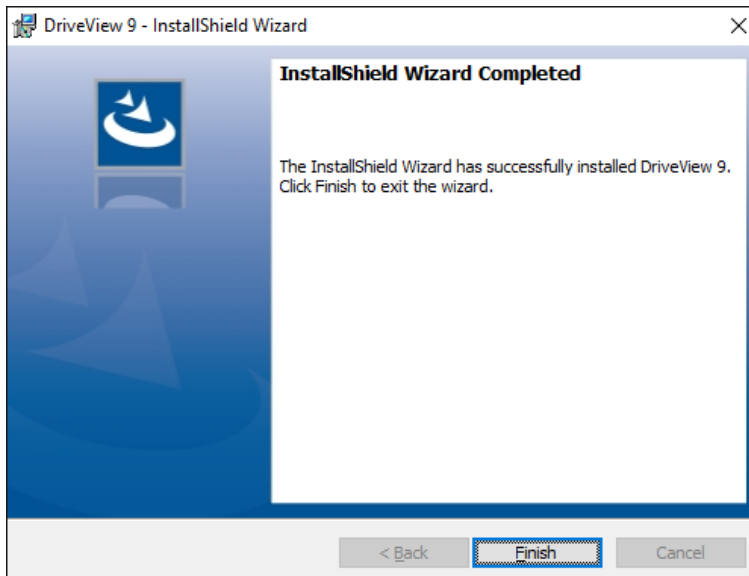 DriveView 9 - InstallShield Wizard
InstallShield Wizard Completed
The InstallShield Wizard has successfully installed DriveView 9.
Click Finish to exit the wizard.
< Back
Finish
Cancel